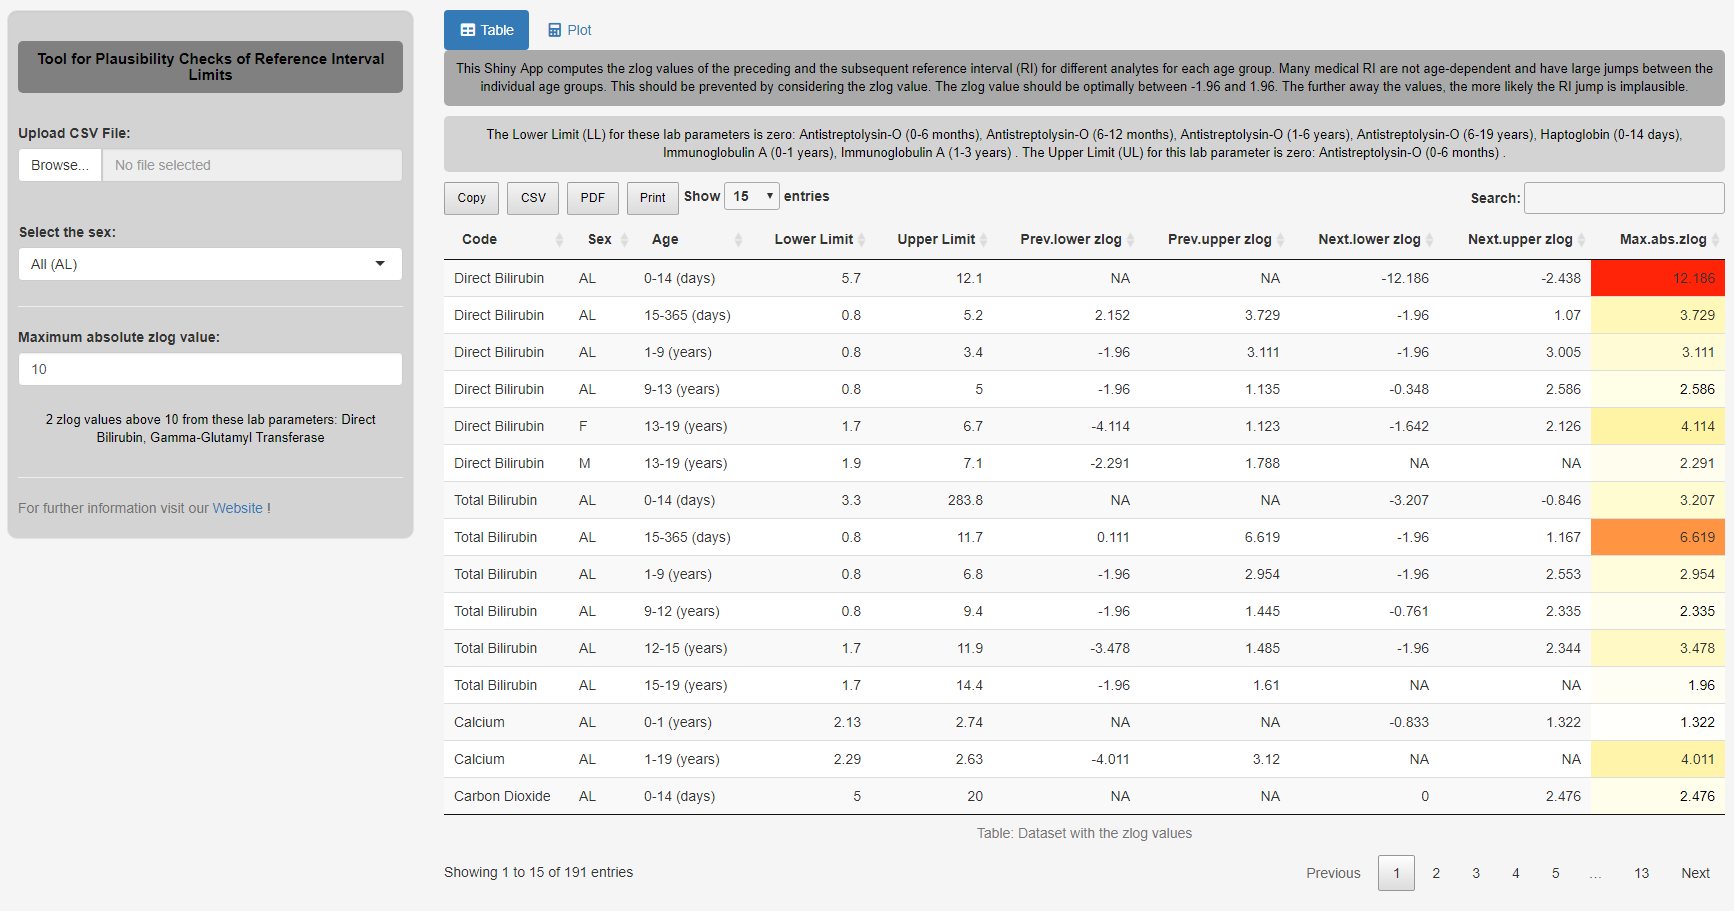 Tool for Plausibility Checks of Reference Interval
Limits
Upload CSV File:
Browse... No file selected
Select the sex:
All (AL)
Maximum absolute zlog value:
10
2 zlog values above 10 from these lab parameters: Direct
Bilirubin, Gamma-Glutamyl Transferase
For further information visit our Website !
Table Plot
This Shiny App computes the zlog values of the preceding and the subsequent reference interval (RI) for different analytes for each age group. Many medical RI are not age-dependent and have large jumps between the
individual age groups. This should be prevented by considering the zlog value. The zlog value should be optimally between -1.96 and 1.96. The further away the values, the more likely the RI jump is implausible.
The Lower Limit (LL) for these lab parameters is zero: Antistreptolysin-O (0-6 months), Antistreptolysin-O (6-12 months), Antistreptolysin-O (1-6 years), Antistreptolysin-O (6-19 years), Haptoglobin (0-14 days),
Immunoglobulin A (0-1 years), Immunoglobulin A (1-3 years) . The Upper Limit (UL) for this lab parameter is zero: Antistreptolysin-O (0-6 months) .
Copy CSV PDF Print Show 15 entries Search:
Code Sex Age Lower Limit Upper Limit Prev.lower zlog Prev.upper zlog Next.lower zlog Next.upper zlog Max.abs.zlog
Direct Bilirubin AL 0-14 (days) 5.7 12.1 NA NA -12.186 -2.438 12.186
Direct Bilirubin AL 15-365 (days) 0.8 5.2 2.152 3.729 -1.96 1.07 3.729
Direct Bilirubin AL 1-9 (years) 0.8 3.4 -1.96 3.111 -1.96 3.005 3.111
Direct Bilirubin AL 9-13 (years) 0.8 5 -1.96 1.135 -0.348 2.586 2.586
Direct Bilirubin F 13-19 (years) 1.7 6.7 -4.114 1.123 -1.642 2.126 4.114
Direct Bilirubin M 13-19 (years) 1.9 7.1 -2.291 1.788 NA NA 2.291
Total Bilirubin AL 0-14 (days) 3.3 283.8 NA NA -3.207 -0.846 3.207
Total Bilirubin AL 15-365 (days) 0.8 11.7 0.111 6.619 -1.96 1.167 6.619
Total Bilirubin AL 1-9 (years) 0.8 6.8 -1.96 2.954 -1.96 2.553 2.954
Total Bilirubin AL 9-12 (years) 0.8 9.4 -1.96 1.445 -0.761 2.335 2.335
Total Bilirubin AL 12-15 (years) 1.7 11.9 -3.478 1.485 -1.96 2.344 3.478
Total Bilirubin AL 15-19 (years) 1.7 14.4 -1.96 1.61 NA NA 1.96
Calcium AL 0-1 (years) 2.13 2.74 NA NA -0.833 1.322 1.322
Calcium AL 1-19 (years) 2.29 2.63 -4.011 3.12 NA NA 4.011
Carbon Dioxide AL 0-14 (days) 5 20 NA NA 0 2.476 2.476
Table: Dataset with the zlog values
Showing 1 to 15 of 191 entries Previous 1 2 3 4 5 … 13 Next